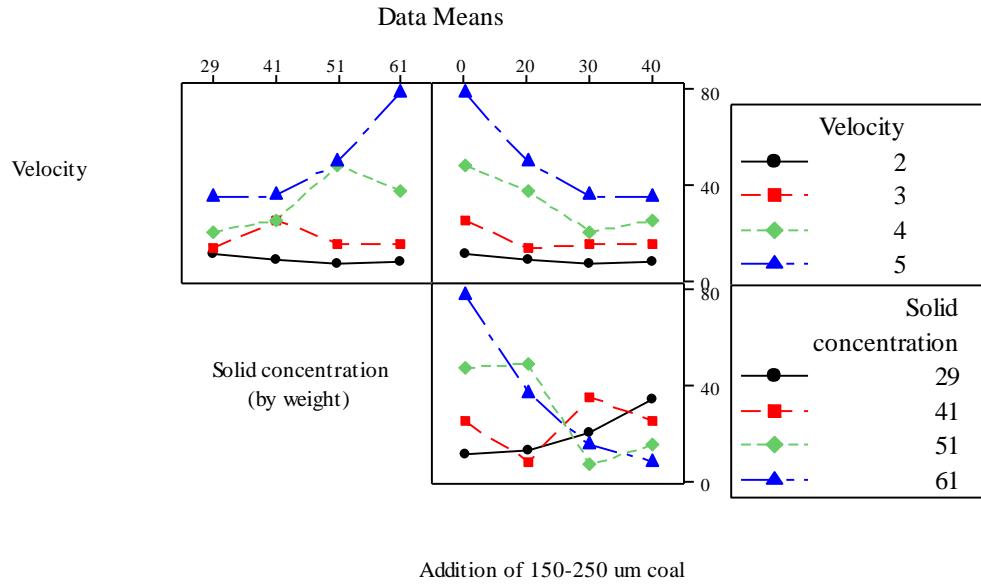 Data Means
29 41 51 61 0 20 30 40
80
Velocity
40
0
Velocity
2
3
4
5
80
Solid concentration
(by weight)
40
0
Solid
concentration
29
41
51
61
Addition of 150-250 um coal